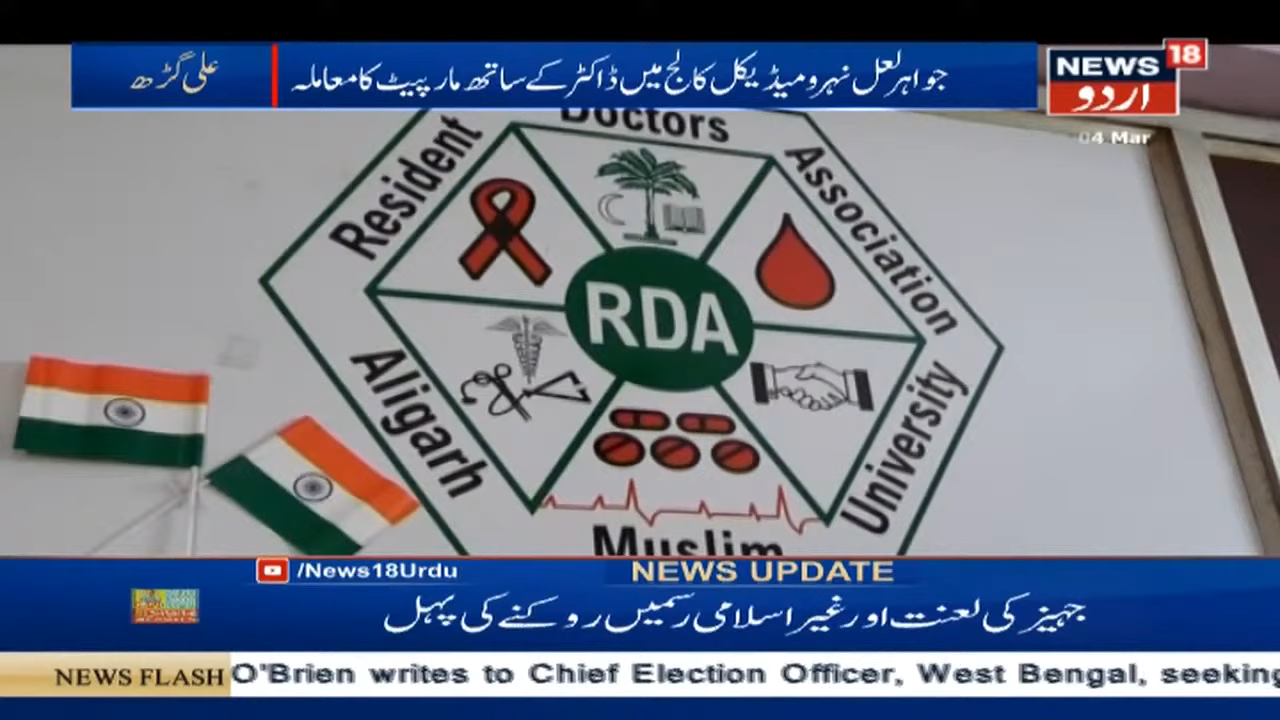 علی گڑھ
جواہر لعل نہرو میڈیکل کالج میں ڈاکٹر کے ساتھ مارپیٹ کا معاملہ
NEWS 18
اردو
04 Mar
Resident
Doctors
Association
RDA
Aligarh
Muslim
University
/News18Urdu
NEWS UPDATE
جہیز کی لعنت اور غیر اسلامی رسمیں روکنے کی پہل
NEWS FLASH
O'Brien writes to Chief Election Officer, West Bengal, seeking